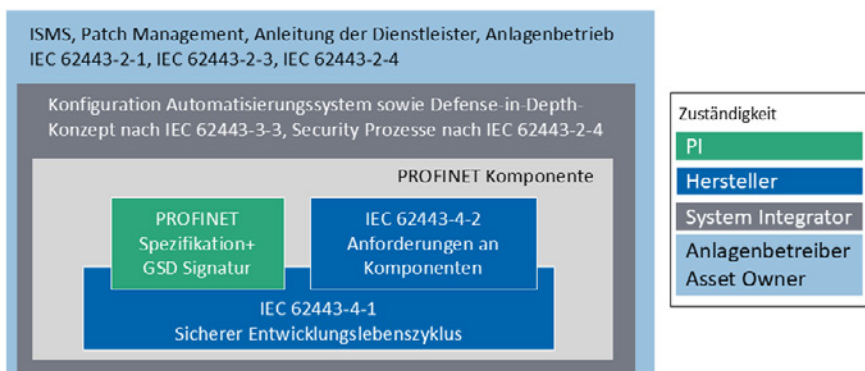 ISMS, Patch Management, Anleitung der Dienstleister, Anlagenbetrieb
IEC 62443-2-1, IEC 62443-2-3, IEC 62443-2-4
Konfiguration Automatisierungssystem sowie Defense-in-Depth-
Konzept nach IEC 62443-3-3, Security Prozesse nach IEC 62443-2-4
PROFINET Komponente
PROFINET
Spezifikation+
GSD Signatur
IEC 62443-4-2
Anforderungen an
Komponenten
IEC 62443-4-1
Sicherer Entwicklungslebenszyklus
Zuständigkeit
PI
Hersteller
System Integrator
Anlagenbetreiber
Asset Owner